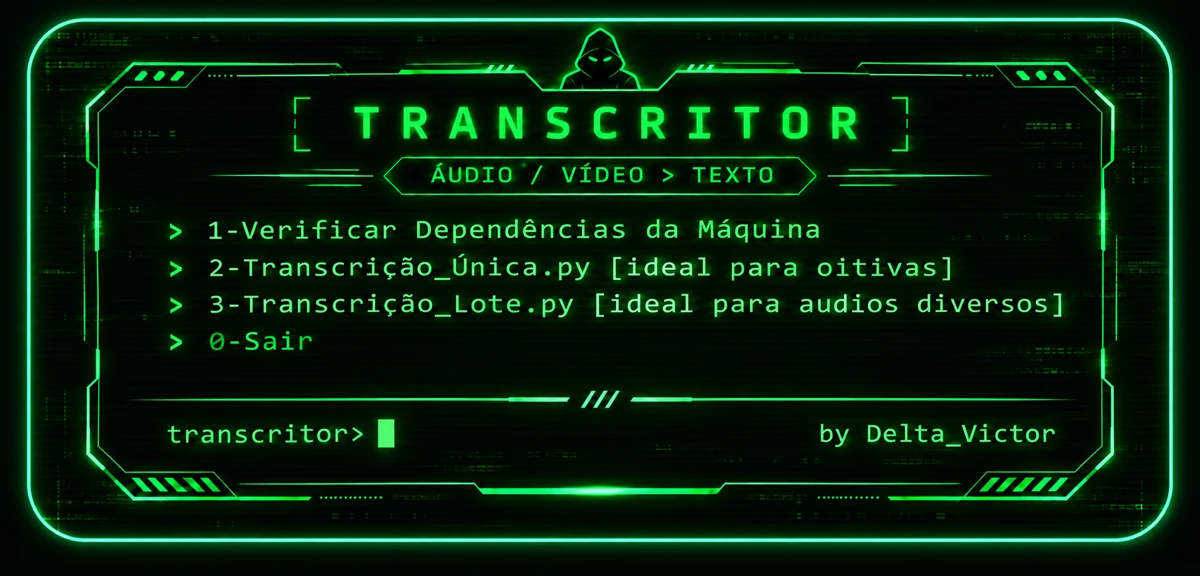 TRANSCRITOR
ÁUDIO / VÍDEO > TEXTO
> 1-Verificar Dependências da Máquina
> 2-Transcrição_Única.py [ideal para oitivas]
> 3-Transcrição_Lote.py [ideal para audios diversos]
> 0-Sair
///
transcritor>
by Delta_Victor